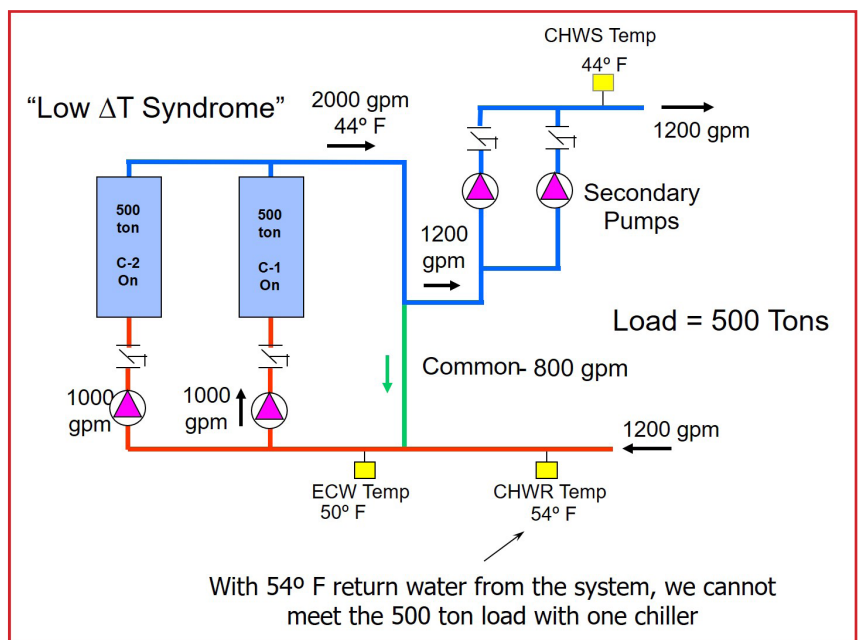 CHWS Temp
44º F
“Low ΔT Syndrome”
2000 gpm
44º F
1200 gpm
500
ton
C-2
On
500
ton
C-1
On
Secondary
Pumps
1200
gpm
Load = 500 Tons
Common- 800 gpm
1000
gpm
1000
gpm
1200 gpm
ECW Temp
50º F
CHWR Temp
54º F
With 54º F return water from the system, we cannot
meet the 500 ton load with one chiller